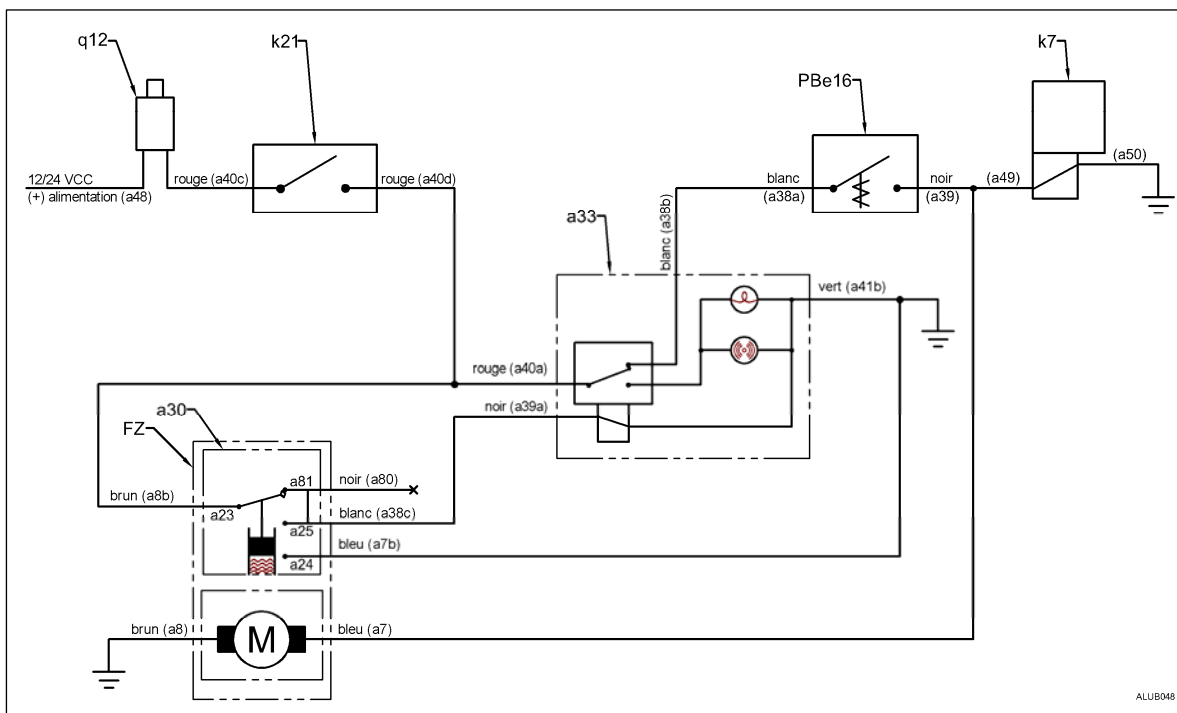 q12
k21
k7
PBe16
12/24 VCC
(+) alimentation (a48)
rouge (a40c)
rouge (a40d)
blanc
(a38a)
noir
(a39)
(a49)
(a50)
blanc (a38b)
a33
vert (a41b)
rouge (a40a)
noir (a39a)
a30
FZ
a81
noir (a80)
brun (a8b)
a23
blanc (a38c)
a25
bleu (a7b)
a24
brun (a8)
M
bleu (a7)
ALUB048